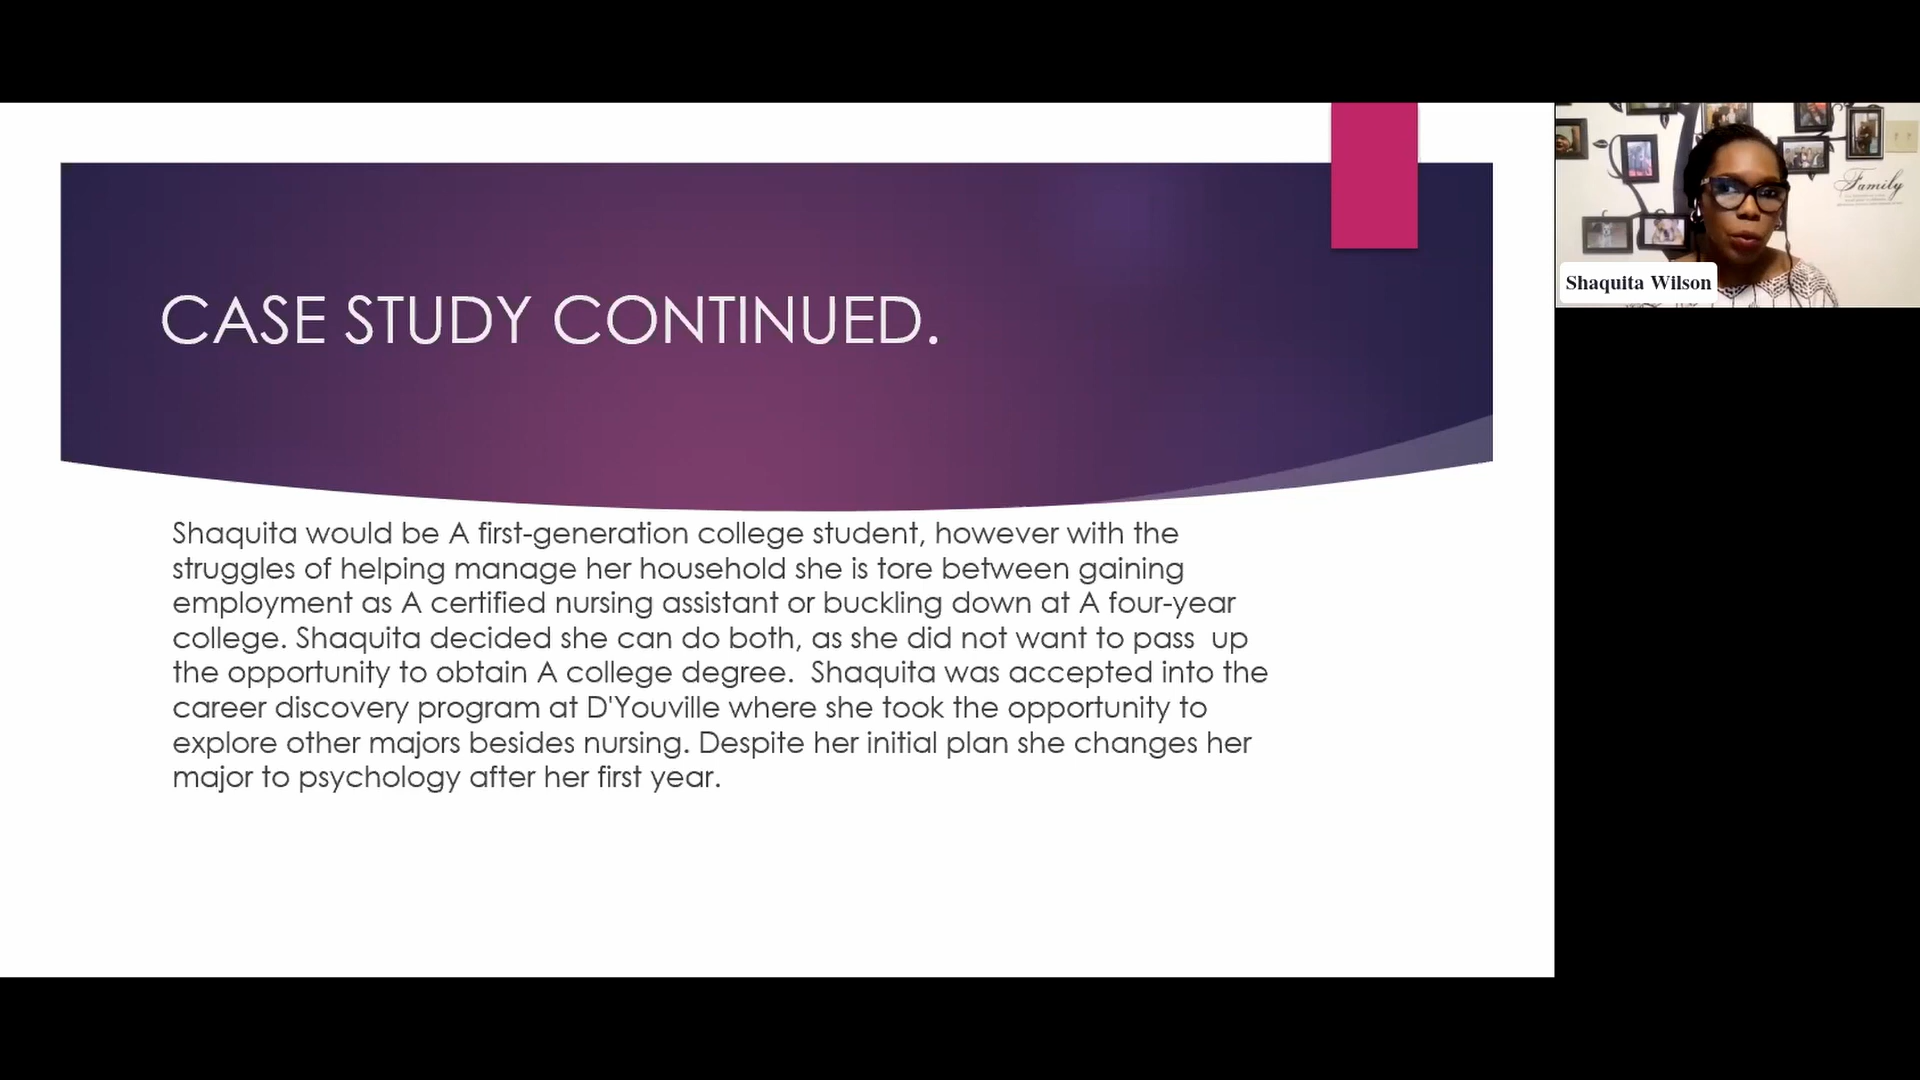 CASE STUDY CONTINUED.
Shaquita would be A first-generation college student, however with the
struggles of helping manage her household she is tore between gaining
employment as A certified nursing assistant or buckling down at A four-year
college. Shaquita decided she can do both, as she did not want to pass  up
the opportunity to obtain A college degree.  Shaquita was accepted into the
career discovery program at D'Youville where she took the opportunity to
explore other majors besides nursing. Despite her initial plan she changes her
major to psychology after her first year.
Family
Shaquita Wilson